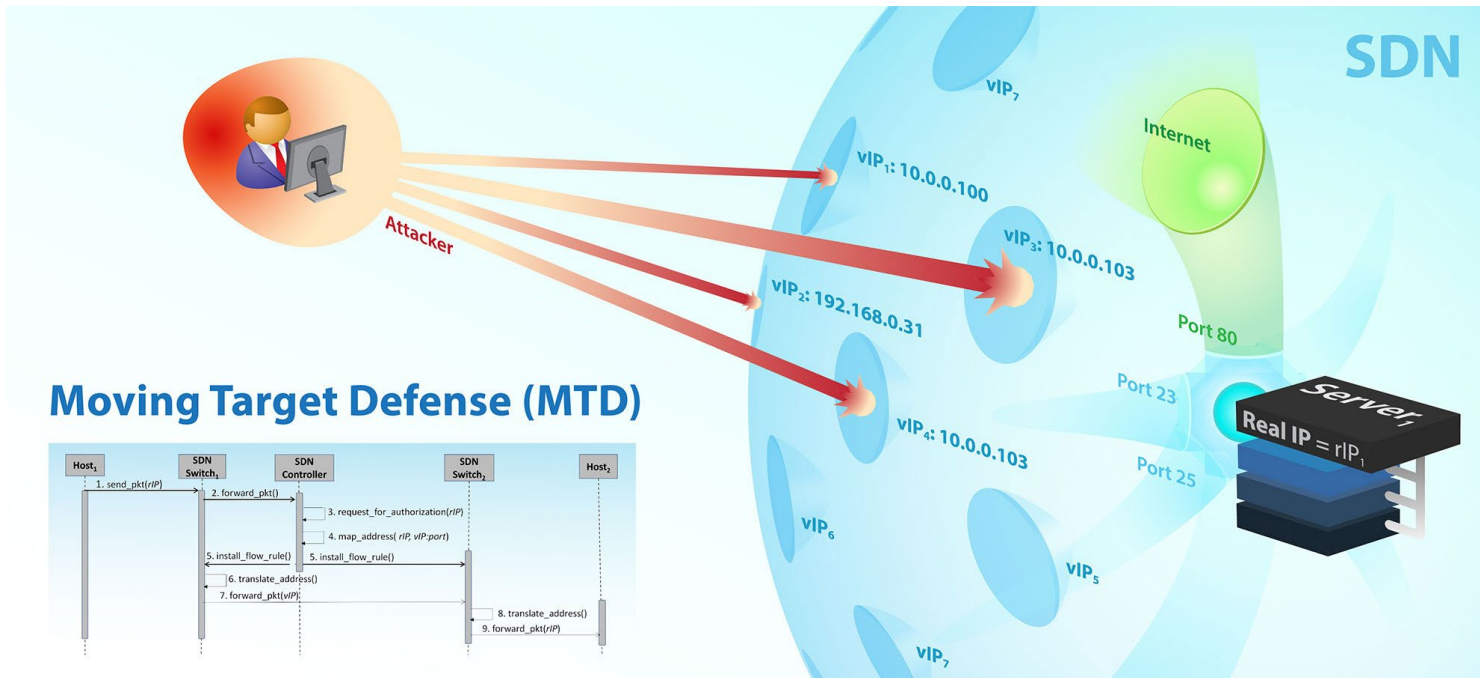 SDN
vIP₇
Internet
vIP₁: 10.0.0.100
Attacker
vIP₃: 10.0.0.103
vIP₂: 192.168.0.31
Port 80
Moving Target Defense (MTD)
Port 23
Server₁
Real IP = rIP₁
vIP₄: 10.0.0.103
Port 25
vIP₆
vIP₅
vIP₇
Host₁
SDN
Switch₁
SDN
Controller
SDN
Switch₂
Host₂
1. send_pkt(rIP)
2. forward_pkt()
3. request_for_authorization(rIP)
4. map_address( rIP, vIP:port)
5. install_flow_rule()
5. install_flow_rule()
6. translate_address()
7. forward_pkt(vIP)
8. translate_address()
9. forward_pkt(rIP)